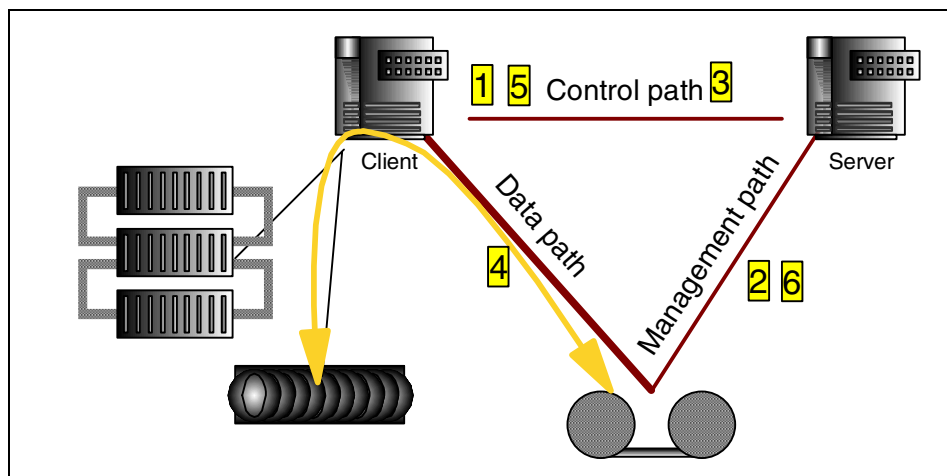 1 5 Control path 3
Client
Server
Data path
Management path
4
2 6